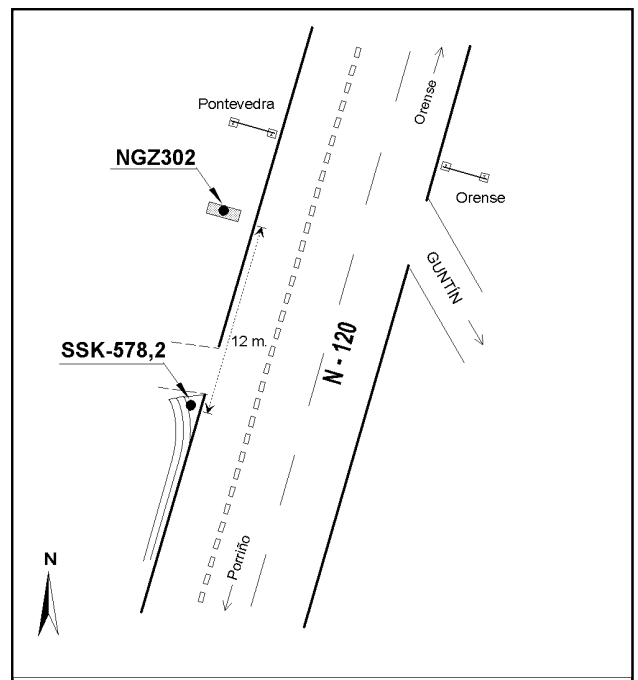 Pontevedra
Orense
NGZ302
Orense
GUNTÍN
SSK-578,2
12 m.
N - 120
Porriño
N